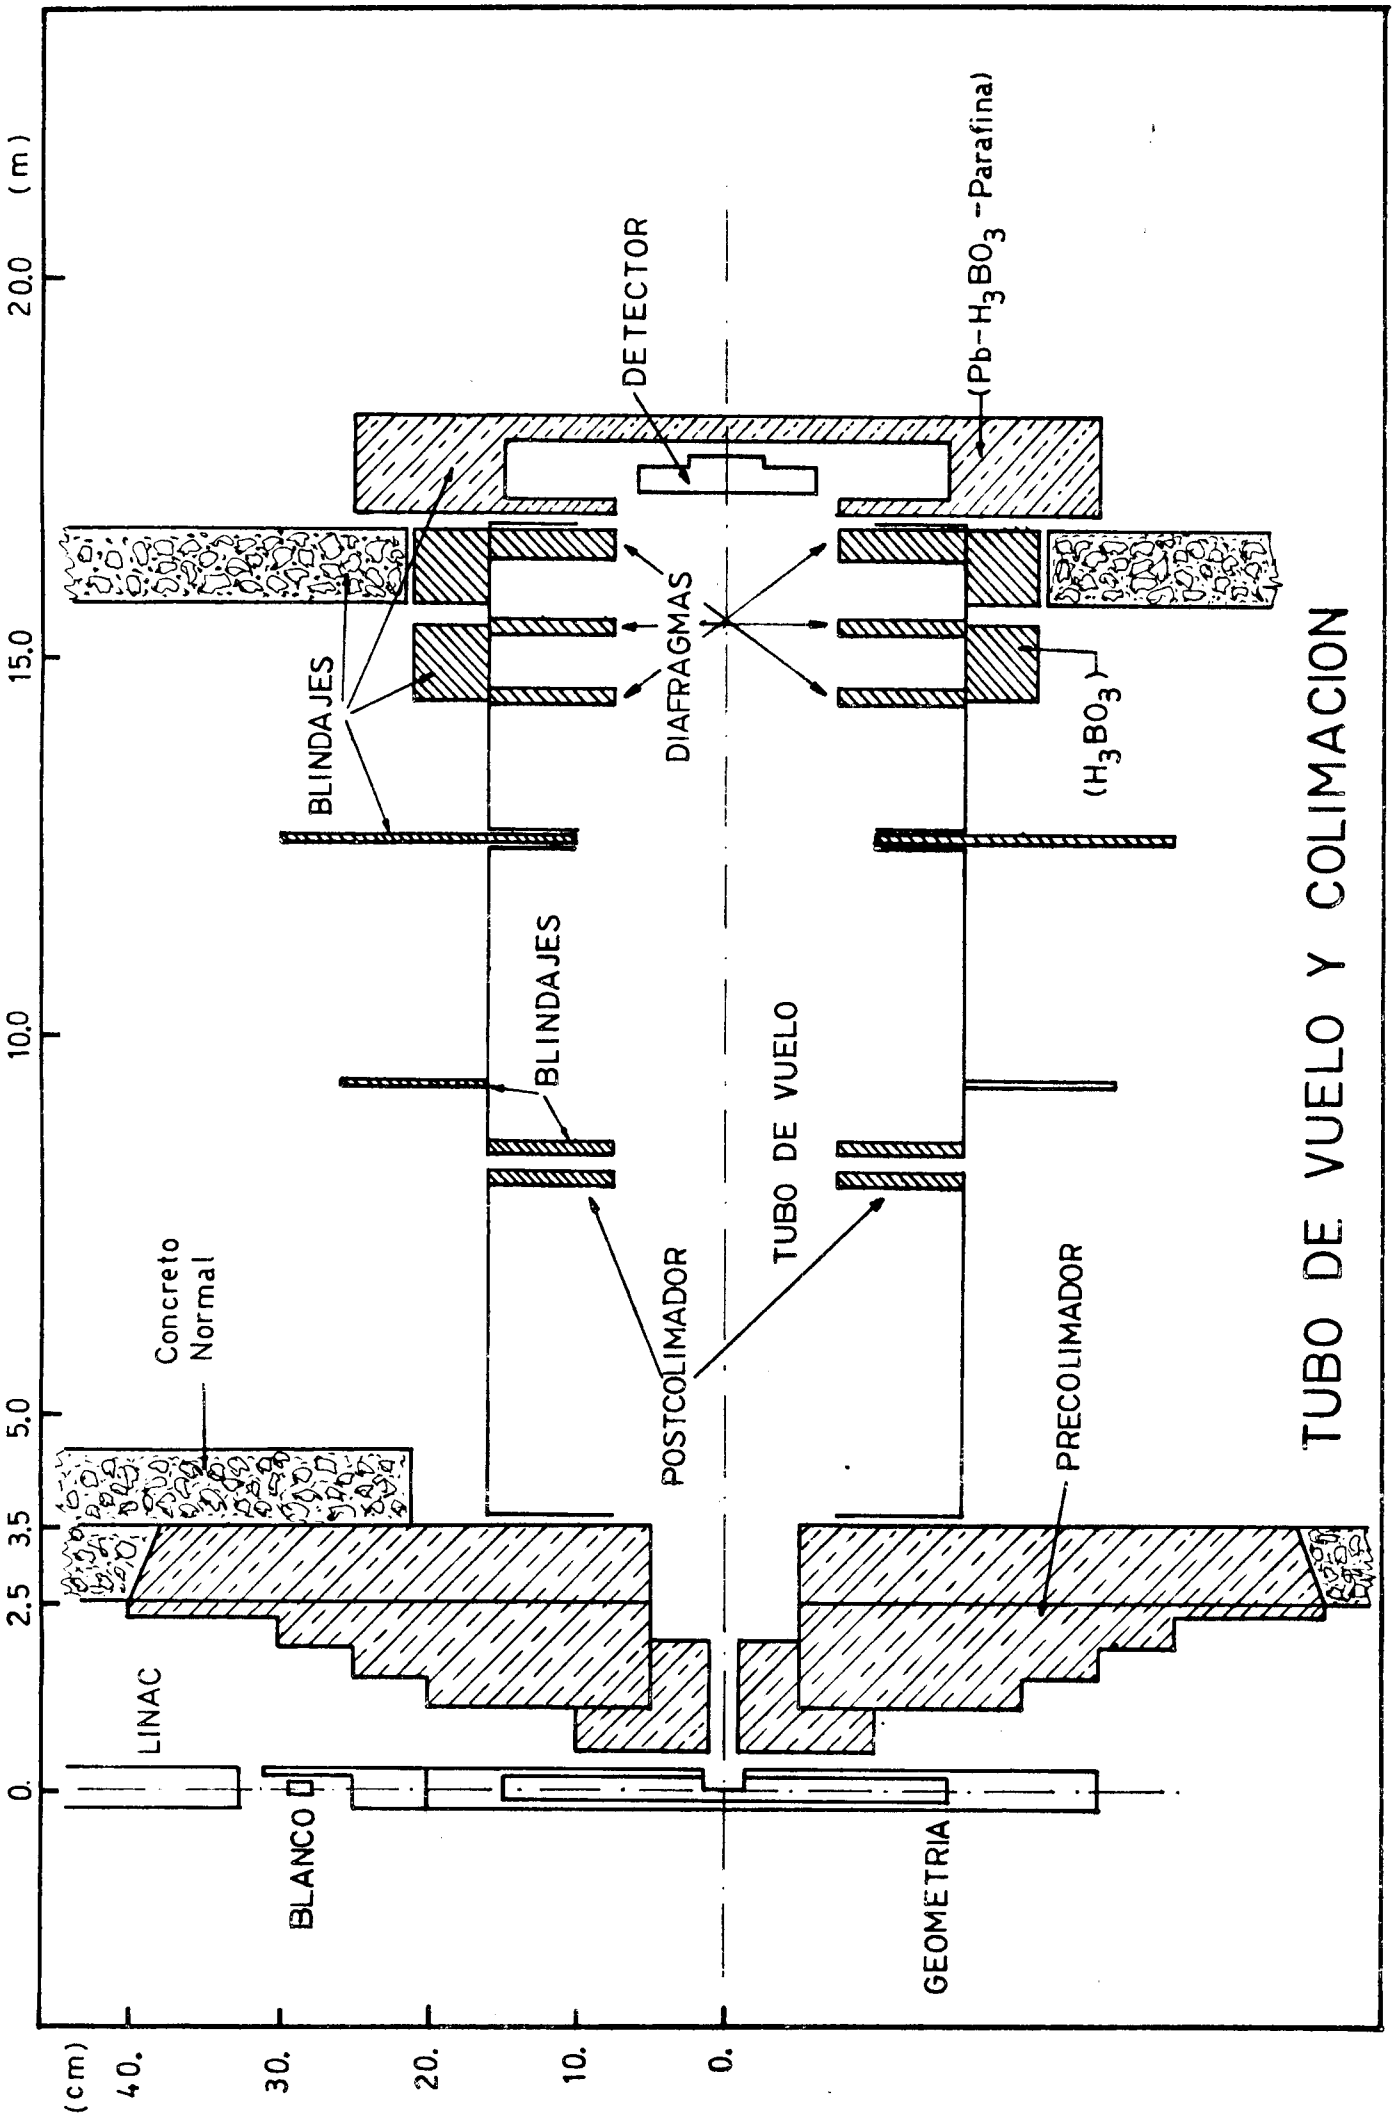 (cm)
40.
30.
20.
10.
0.
0.
2.5
3.5
5.0
10.0
15.0
20.0
(m)
LINAC
BLANCO
GEOMETRIA
Concreto
Normal
POSTCOLIMADOR
PRECOLIMADOR
BLINDAJES
TUBO DE VUELO
BLINDAJES
DIAFRAGMAS
(H₃BO₃)
DETECTOR
(Pb-H₃BO₃-Parafina)
TUBO DE VUELO Y COLIMACION